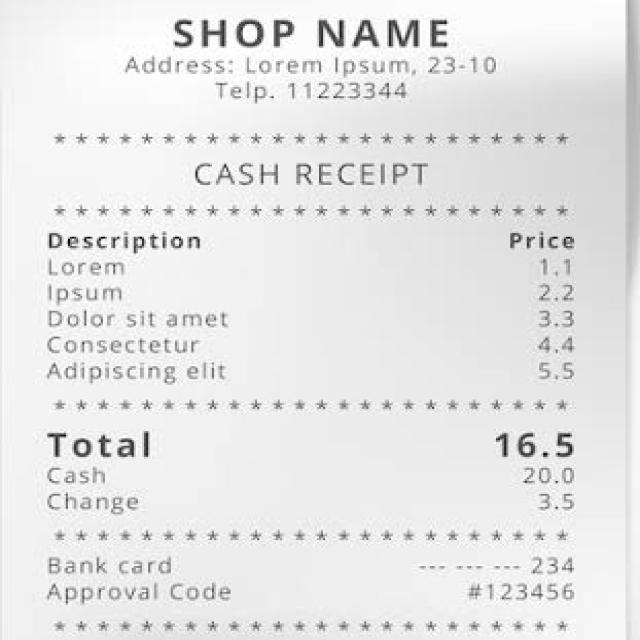 SHOP NAME
Address: Lorem Ipsum, 23-10
Telp. 11223344
* * * * * * * * * * * * * * * * * * * * * * * *
CASH RECEIPT
* * * * * * * * * * * * * * * * * * * * * * * *
Description Price
Lorem 1.1
Ipsum 2.2
Dolor sit amet 3.3
Consectetur 4.4
Adipiscing elit 5.5
* * * * * * * * * * * * * * * * * * * * * * * *
Total 16.5
Cash 20.0
Change 3.5
* * * * * * * * * * * * * * * * * * * * * * * *
Bank card --- --- --- 234
Approval Code #123456
* * * * * * * * * * * * * * * * * * * * * * * *